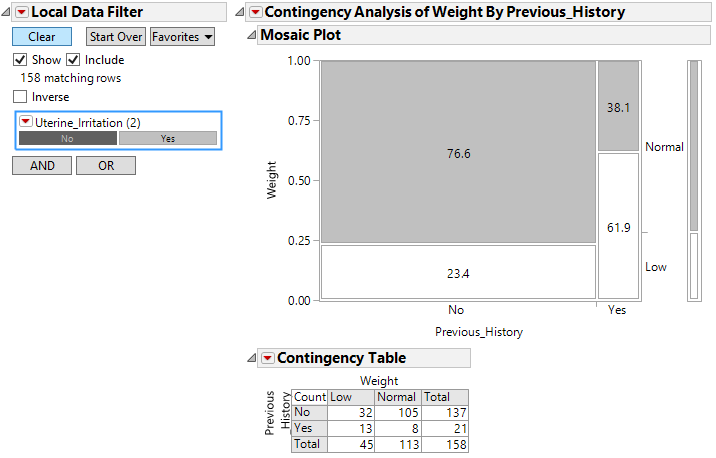 Local Data Filter
Clear Start Over Favorites
Show Include
158 matching rows
Inverse
Uterine_Irritation (2)
No Yes
AND OR
Contingency Analysis of Weight By Previous_History
Mosaic Plot
1.00
0.75
0.50
0.25
0.00
Weight
76.6
23.4
38.1
61.9
Normal
Low
No Yes
Previous_History
Contingency Table
Weight
Previous
_History
Count Low Normal Total
No 32 105 137
Yes 13 8 21
Total 45 113 158